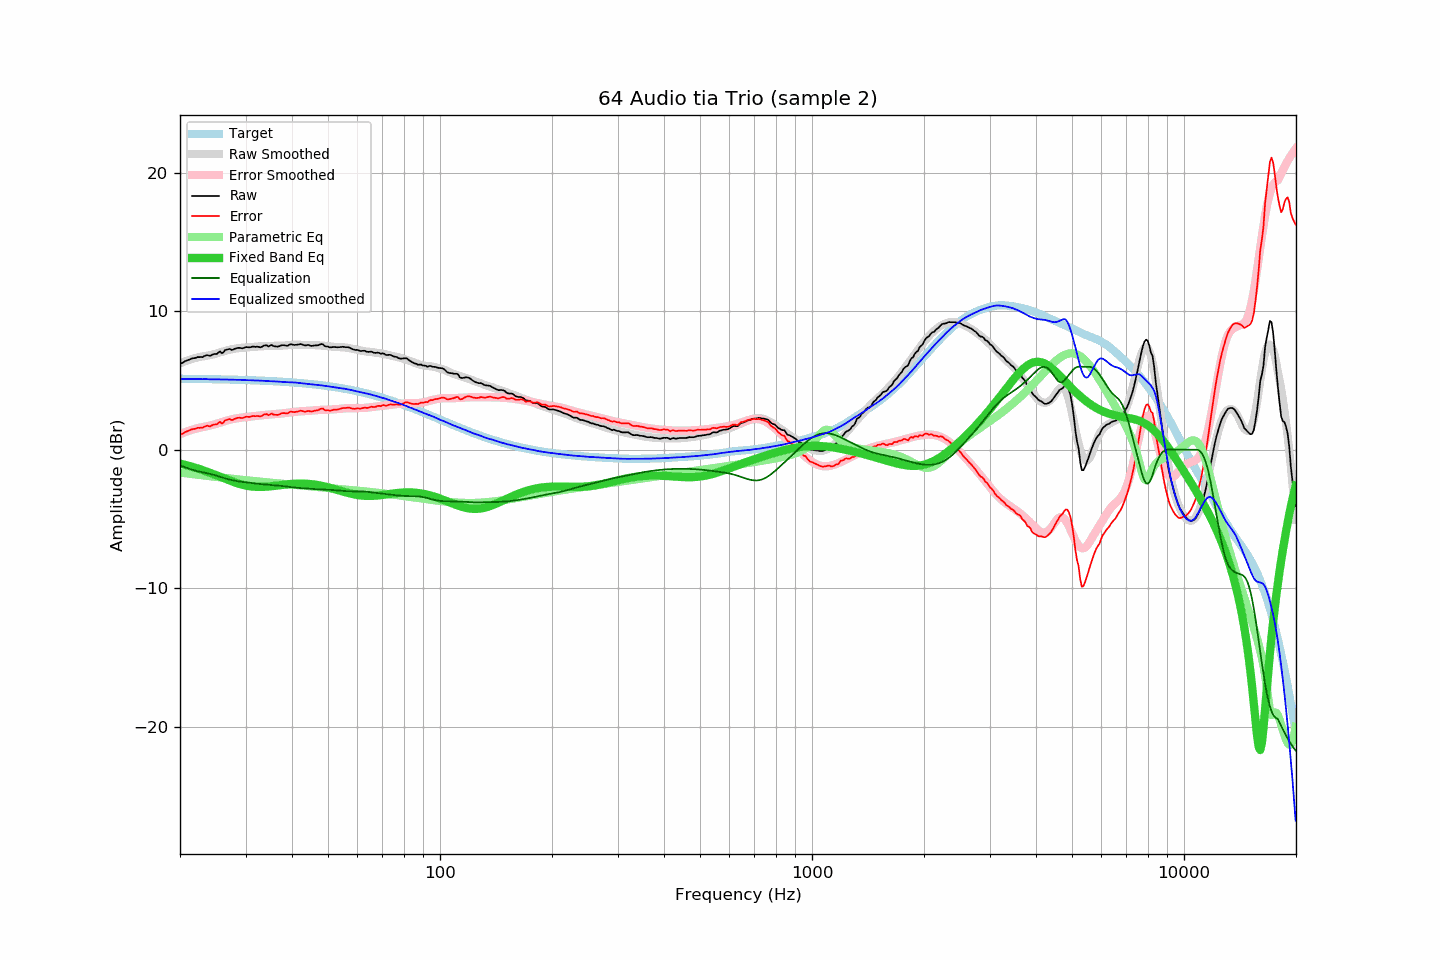 64 Audio tia Trio (sample 2)
Target
Raw Smoothed
Error Smoothed
Raw
Error
Parametric Eq
Fixed Band Eq
Equalization
Equalized smoothed
20
10
0
−10
−20
Amplitude (dBr)
100
1000
10000
Frequency (Hz)